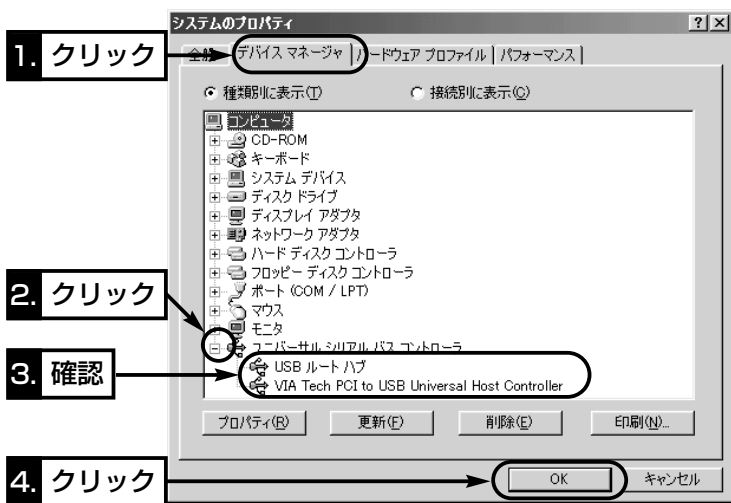 システムのプロパティ
1. クリック
全般 デバイス マネージャ ハードウェア プロファイル パフォーマンス
種類別に表示(T) 接続別に表示(C)
コンピュータ
CD-ROM
キーボード
システム デバイス
ディスク ドライブ
ディスプレイ アダプタ
ネットワーク アダプタ
ハード ディスク コントローラ
フロッピー ディスク コントローラ
ポート (COM / LPT)
2. クリック
マウス
モニタ
ユニバーサル シリアル バス コントローラ
3. 確認
USB ルート ハブ
VIA Tech PCI to USB Universal Host Controller
プロパティ(R) 更新(F) 削除(E) 印刷(N)...
4. クリック
OK キャンセル